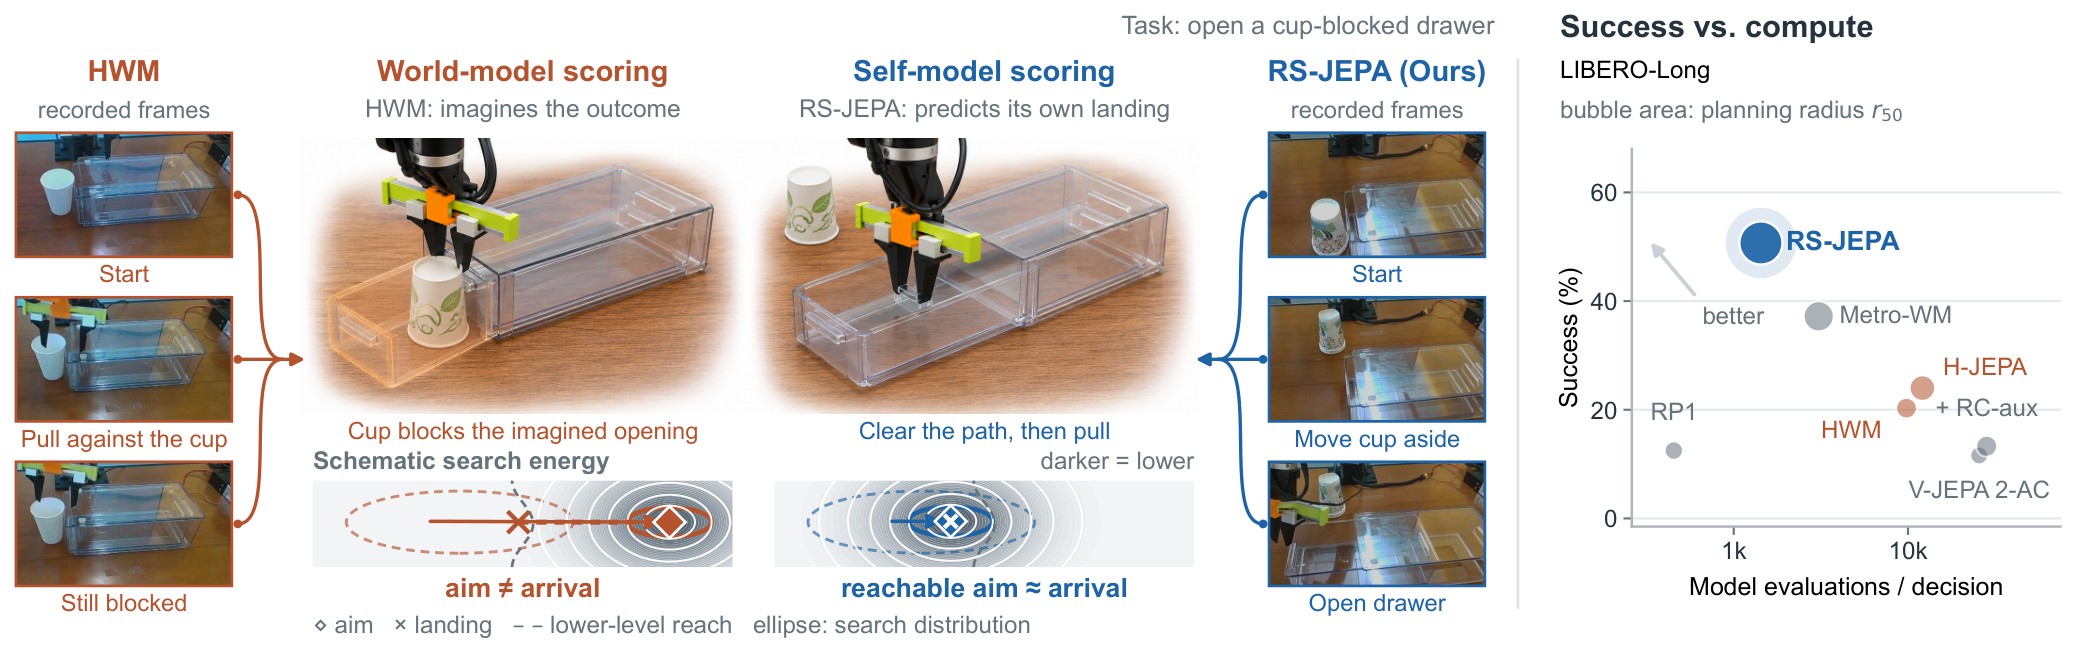 Task: open a cup-blocked drawer
HWM
recorded frames
Start
Pull against the cup
Still blocked
World-model scoring
HWM: imagines the outcome
Cup blocks the imagined opening
Self-model scoring
RS-JEPA: predicts its own landing
Clear the path, then pull
Schematic search energy
darker = lower
aim ≠ arrival
reachable aim ≈ arrival
⋄ aim × landing – – lower-level reach ellipse: search distribution
RS-JEPA (Ours)
recorded frames
Start
Move cup aside
Open drawer
Success vs. compute
LIBERO-Long
bubble area: planning radius r₅₀
Success (%)
60
40
20
0
RS-JEPA
better
Metro-WM
H-JEPA
+ RC-aux
RP1
HWM
V-JEPA 2-AC
1k
10k
Model evaluations / decision